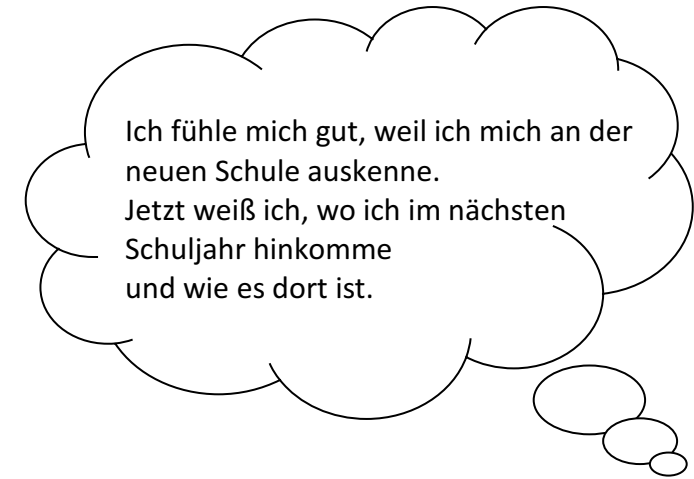 Ich fühle mich gut, weil ich mich an der
neuen Schule auskenne.
Jetzt weiß ich, wo ich im nächsten
Schuljahr hinkomme
und wie es dort ist.